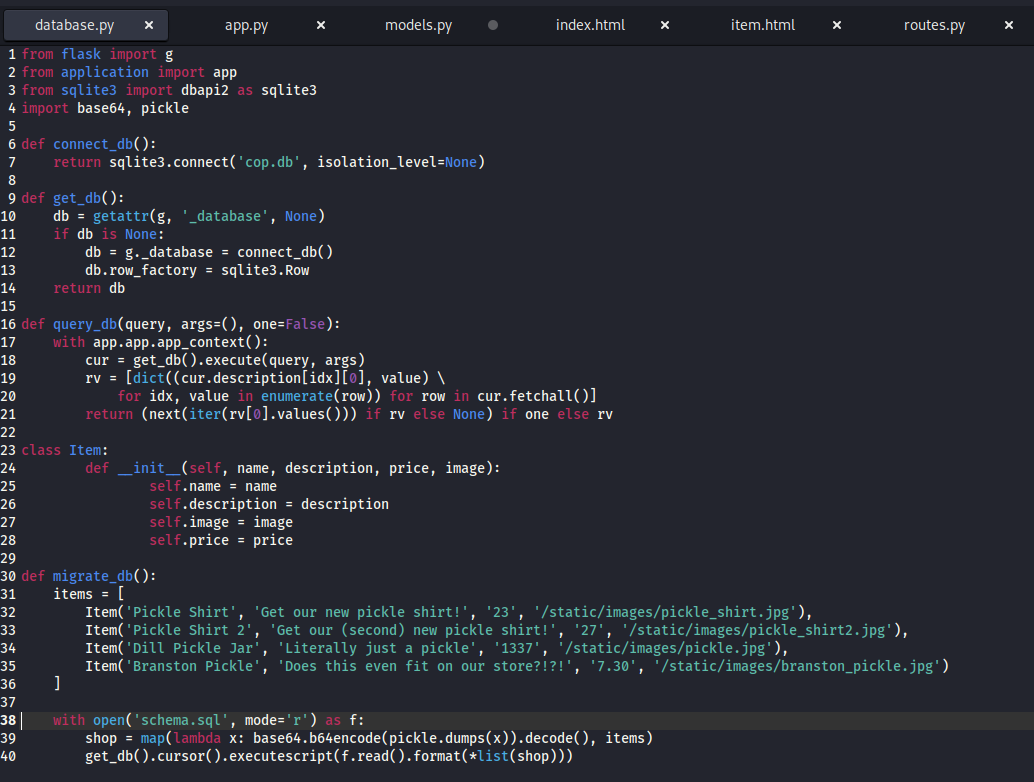 database.py × app.py × models.py ● index.html × item.html × routes.py ×
1 from flask import g
2 from application import app
3 from sqlite3 import dbapi2 as sqlite3
4 import base64, pickle
5
6 def connect_db():
7     return sqlite3.connect('cop.db', isolation_level=None)
8
9 def get_db():
10     db = getattr(g, '_database', None)
11     if db is None:
12         db = g._database = connect_db()
13         db.row_factory = sqlite3.Row
14     return db
15
16 def query_db(query, args=(), one=False):
17     with app.app.app_context():
18         cur = get_db().execute(query, args)
19         rv = [dict((cur.description[idx][0], value) \
20             for idx, value in enumerate(row)) for row in cur.fetchall()]
21         return (next(iter(rv[0].values())) if rv else None) if one else rv
22
23 class Item:
24         def __init__(self, name, description, price, image):
25                 self.name = name
26                 self.description = description
27                 self.image = image
28                 self.price = price
29
30 def migrate_db():
31     items = [
32         Item('Pickle Shirt', 'Get our new pickle shirt!', '23', '/static/images/pickle_shirt.jpg'),
33         Item('Pickle Shirt 2', 'Get our (second) new pickle shirt!', '27', '/static/images/pickle_shirt2.jpg'),
34         Item('Dill Pickle Jar', 'Literally just a pickle', '1337', '/static/images/pickle.jpg'),
35         Item('Branston Pickle', 'Does this even fit on our store?!?!', '7.30', '/static/images/branston_pickle.jpg')
36     ]
37
38     with open('schema.sql', mode='r') as f:
39         shop = map(lambda x: base64.b64encode(pickle.dumps(x)).decode(), items)
40         get_db().cursor().executescript(f.read().format(*list(shop)))